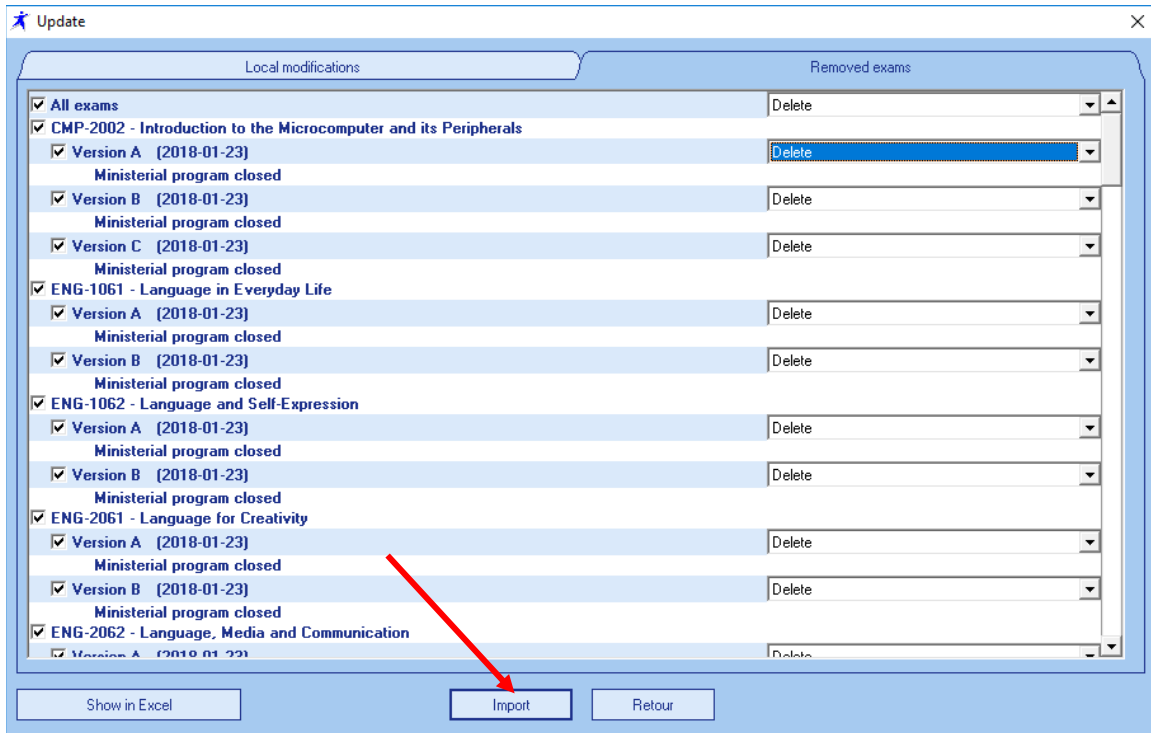 Update
Local modifications Removed exams
All exams Delete
CMP-2002 - Introduction to the Microcomputer and its Peripherals
Version A (2018-01-23) Delete
Ministerial program closed
Version B (2018-01-23) Delete
Ministerial program closed
Version C (2018-01-23) Delete
Ministerial program closed
ENG-1061 - Language in Everyday Life
Version A (2018-01-23) Delete
Ministerial program closed
Version B (2018-01-23) Delete
Ministerial program closed
ENG-1062 - Language and Self-Expression
Version A (2018-01-23) Delete
Ministerial program closed
Version B (2018-01-23) Delete
Ministerial program closed
ENG-2061 - Language for Creativity
Version A (2018-01-23) Delete
Ministerial program closed
Version B (2018-01-23) Delete
Ministerial program closed
ENG-2062 - Language, Media and Communication
Version A (2018-01-23) Delete
Show in Excel Import Retour